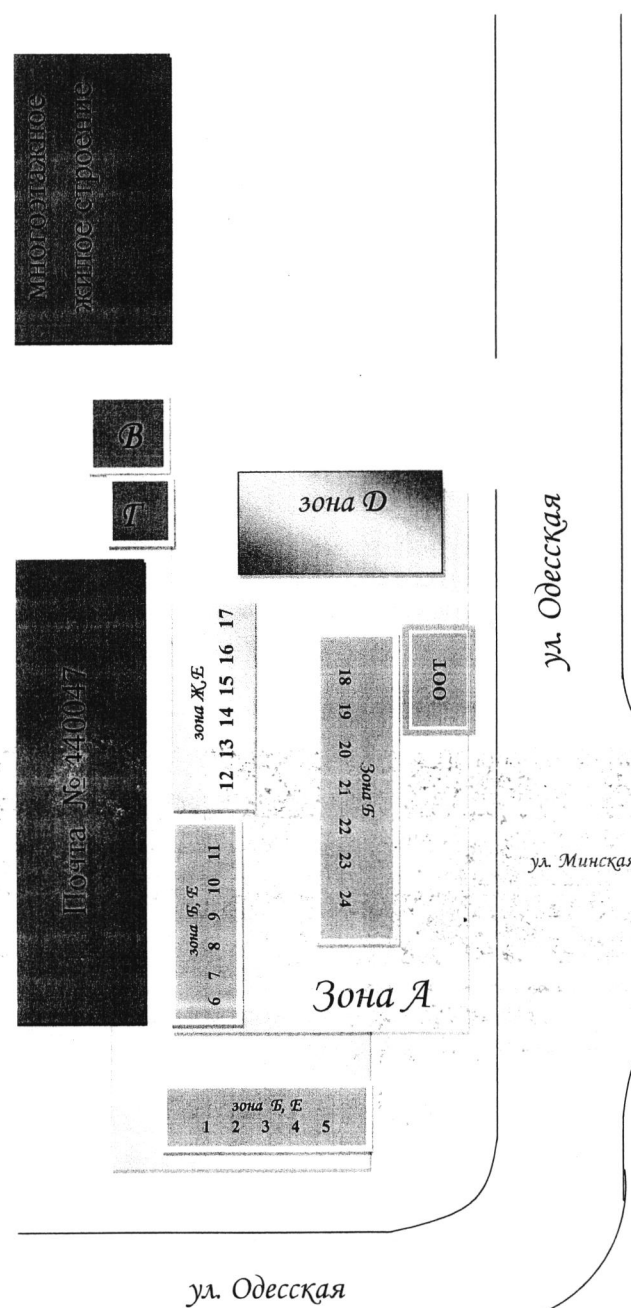 многоэтажное
жилое строение
В
Г
зона D
ул. Одесская
Почта № 440047
зона Ж,Е
12 13 14 15 16 17
18 19 20 21 22 23 24
Зона Б
ООТ
зона Б, Е
6 7 8 9 10 11
ул. Минская
Зона А
зона Б, Е
1 2 3 4 5
ул. Одесская